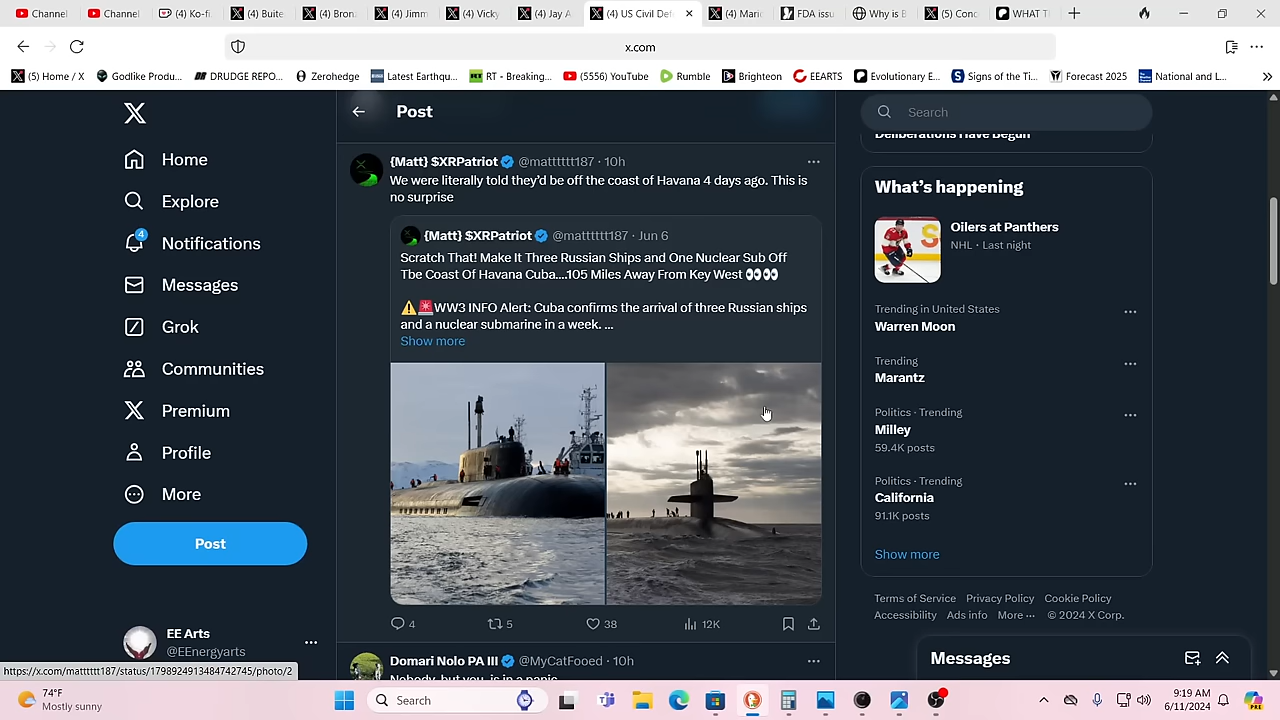 Channel
Channel
(4) Ko-fi
(4) Buite
(4) Bron
(4) Jimm
(4) Vicky
(4) Jay A
(4) US Civil Def
(4) Mari
FDA issu
Why is B
(5) Conc
WHAT T
x.com
(5) Home / X
Godlike Produ...
DRUDGE REPO...
Zerohedge
Latest Earthqu...
RT - Breaking...
(5556) YouTube
Rumble
Brighteon
EEARTS
Evolutionary E...
Signs of the Ti...
Forecast 2025
National and L...
Post
Search
Deliberations Have Begun
Home
Explore
4
Notifications
Messages
Grok
Communities
Premium
Profile
More
Post
EE Arts
@EEnergyarts
{Matt} $XRPatriot @matttttt187 · 10h
We were literally told they'd be off the coast of Havana 4 days ago. This is
no surprise
{Matt} $XRPatriot @matttttt187 · Jun 6
Scratch That! Make It Three Russian Ships and One Nuclear Sub Off
Tbe Coast Of Havana Cuba....105 Miles Away From Key West 👀👀
⚠️🚨WW3 INFO Alert: Cuba confirms the arrival of three Russian ships
and a nuclear submarine in a week. ...
Show more
4
5
38
12K
Domari Nolo PA III @MyCatFooed · 10h
Nobody, but you, is in a panic
What's happening
Oilers at Panthers
NHL · Last night
Trending in United States
Warren Moon
Trending
Marantz
Politics · Trending
Milley
59.4K posts
Politics · Trending
California
91.1K posts
Show more
Terms of Service Privacy Policy Cookie Policy
Accessibility Ads info More ··· © 2024 X Corp.
Messages
https://x.com/matttttt187/status/1798924913484742745/photo/2
74°F
Mostly sunny
Search
9:19 AM
6/11/2024
PRE